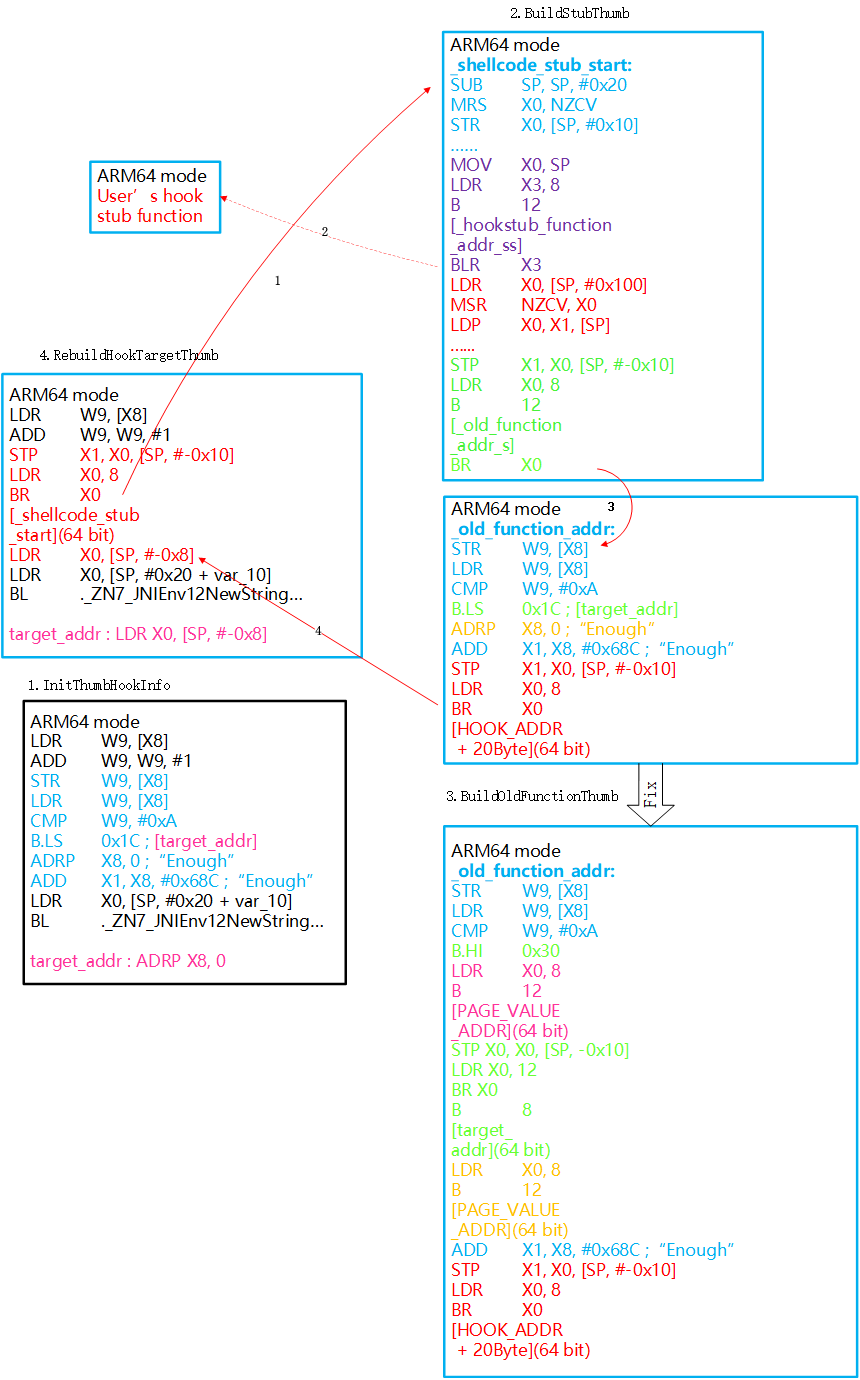 2.BuildStubThumb
ARM64 mode
_shellcode_stub_start:
SUB SP, SP, #0x20
MRS X0, NZCV
STR X0, [SP, #0x10]
......
MOV X0, SP
LDR X3, 8
B 12
[_hookstub_function
_addr_ss]
BLR X3
LDR X0, [SP, #0x100]
MSR NZCV, X0
LDP X0, X1, [SP]
......
STP X1, X0, [SP, #-0x10]
LDR X0, 8
B 12
[_old_function
_addr_s]
BR X0
ARM64 mode
User’s hook
stub function
2
1
3
4
4.RebuildHookTargetThumb
ARM64 mode
LDR W9, [X8]
ADD W9, W9, #1
STP X1, X0, [SP, #-0x10]
LDR X0, 8
BR X0
[_shellcode_stub
_start](64 bit)
LDR X0, [SP, #-0x8]
LDR X0, [SP, #0x20 + var_10]
BL ._ZN7_JNIEnv12NewString...
target_addr : LDR X0, [SP, #-0x8]
ARM64 mode
_old_function_addr:
STR W9, [X8]
LDR W9, [X8]
CMP W9, #0xA
B.LS 0x1C ; [target_addr]
ADRP X8, 0 ; “Enough”
ADD X1, X8, #0x68C ; “Enough”
STP X1, X0, [SP, #-0x10]
LDR X0, 8
BR X0
[HOOK_ADDR
+ 20Byte](64 bit)
1.InitThumbHookInfo
ARM64 mode
LDR W9, [X8]
ADD W9, W9, #1
STR W9, [X8]
LDR W9, [X8]
CMP W9, #0xA
B.LS 0x1C ; [target_addr]
ADRP X8, 0 ; “Enough”
ADD X1, X8, #0x68C ; “Enough”
LDR X0, [SP, #0x20 + var_10]
BL ._ZN7_JNIEnv12NewString...
target_addr : ADRP X8, 0
3.BuildOldFunctionThumb
Fix
ARM64 mode
_old_function_addr:
STR W9, [X8]
LDR W9, [X8]
CMP W9, #0xA
B.HI 0x30
LDR X0, 8
B 12
[PAGE_VALUE
_ADDR](64 bit)
STP X0, X0, [SP, -0x10]
LDR X0, 12
BR X0
B 8
[target_
addr](64 bit)
LDR X0, 8
B 12
[PAGE_VALUE
_ADDR](64 bit)
ADD X1, X8, #0x68C ; “Enough”
STP X1, X0, [SP, #-0x10]
LDR X0, 8
BR X0
[HOOK_ADDR
+ 20Byte](64 bit)